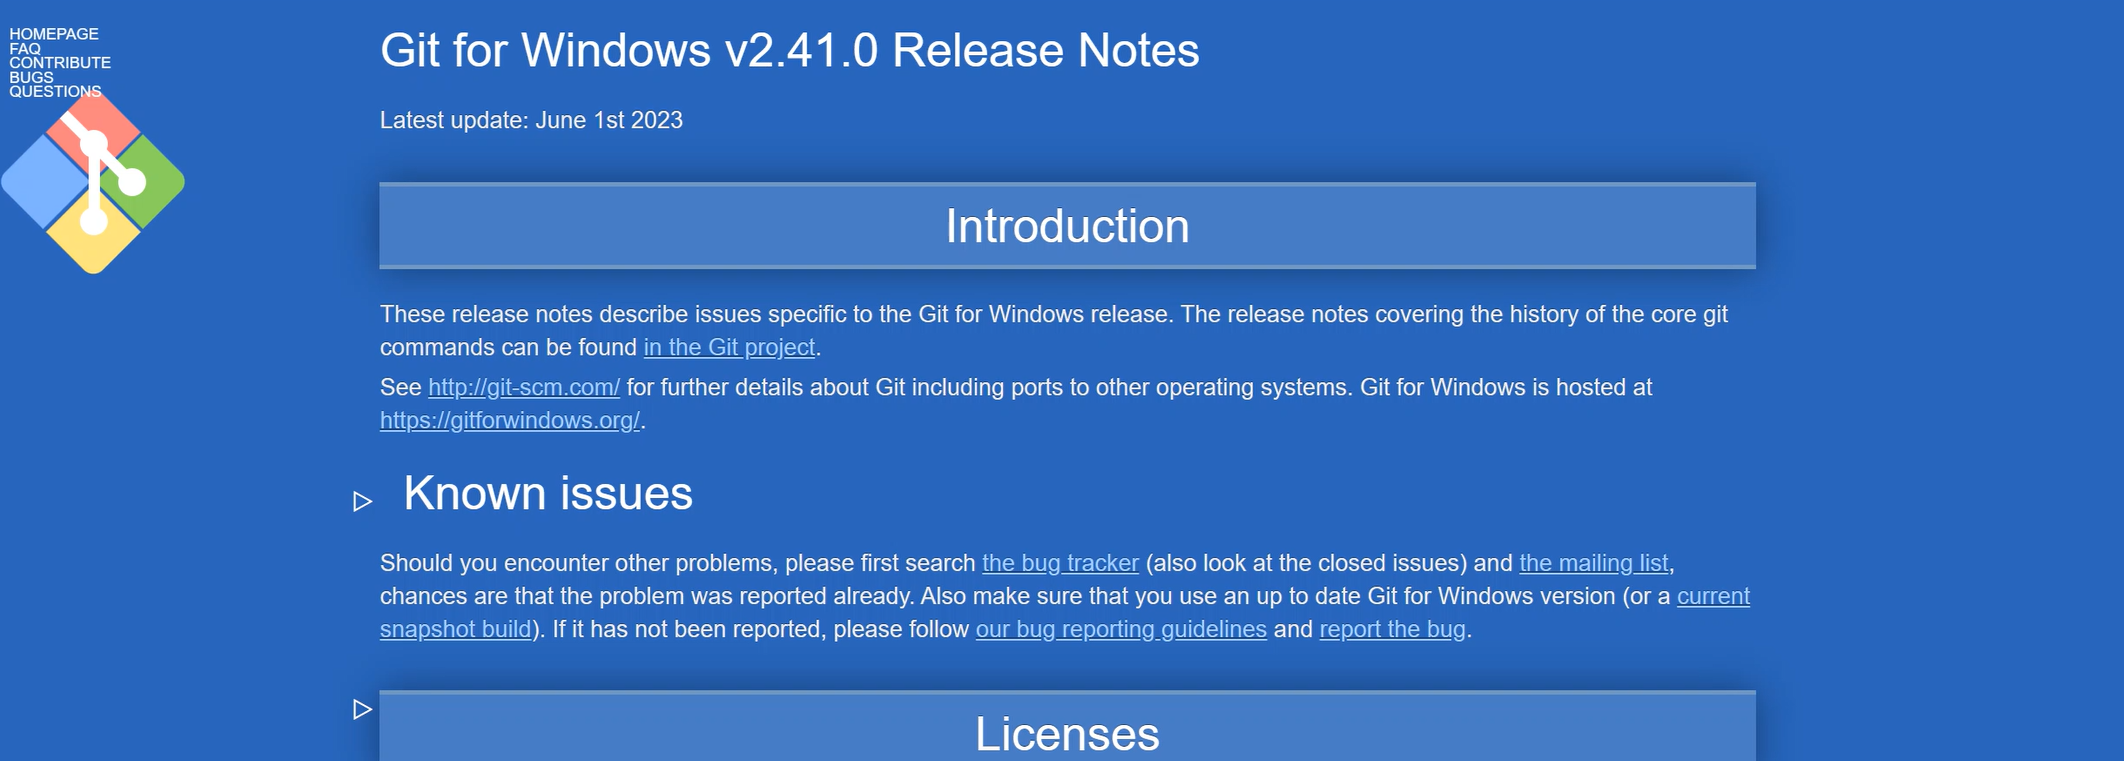 HOMEPAGE
FAQ
CONTRIBUTE
BUGS
QUESTIONS
Git for Windows v2.41.0 Release Notes
Latest update: June 1st 2023
Introduction
These release notes describe issues specific to the Git for Windows release. The release notes covering the history of the core git
commands can be found in the Git project.
See http://git-scm.com/ for further details about Git including ports to other operating systems. Git for Windows is hosted at
https://gitforwindows.org/.
Known issues
Should you encounter other problems, please first search the bug tracker (also look at the closed issues) and the mailing list,
chances are that the problem was reported already. Also make sure that you use an up to date Git for Windows version (or a current
snapshot build). If it has not been reported, please follow our bug reporting guidelines and report the bug.
Licenses